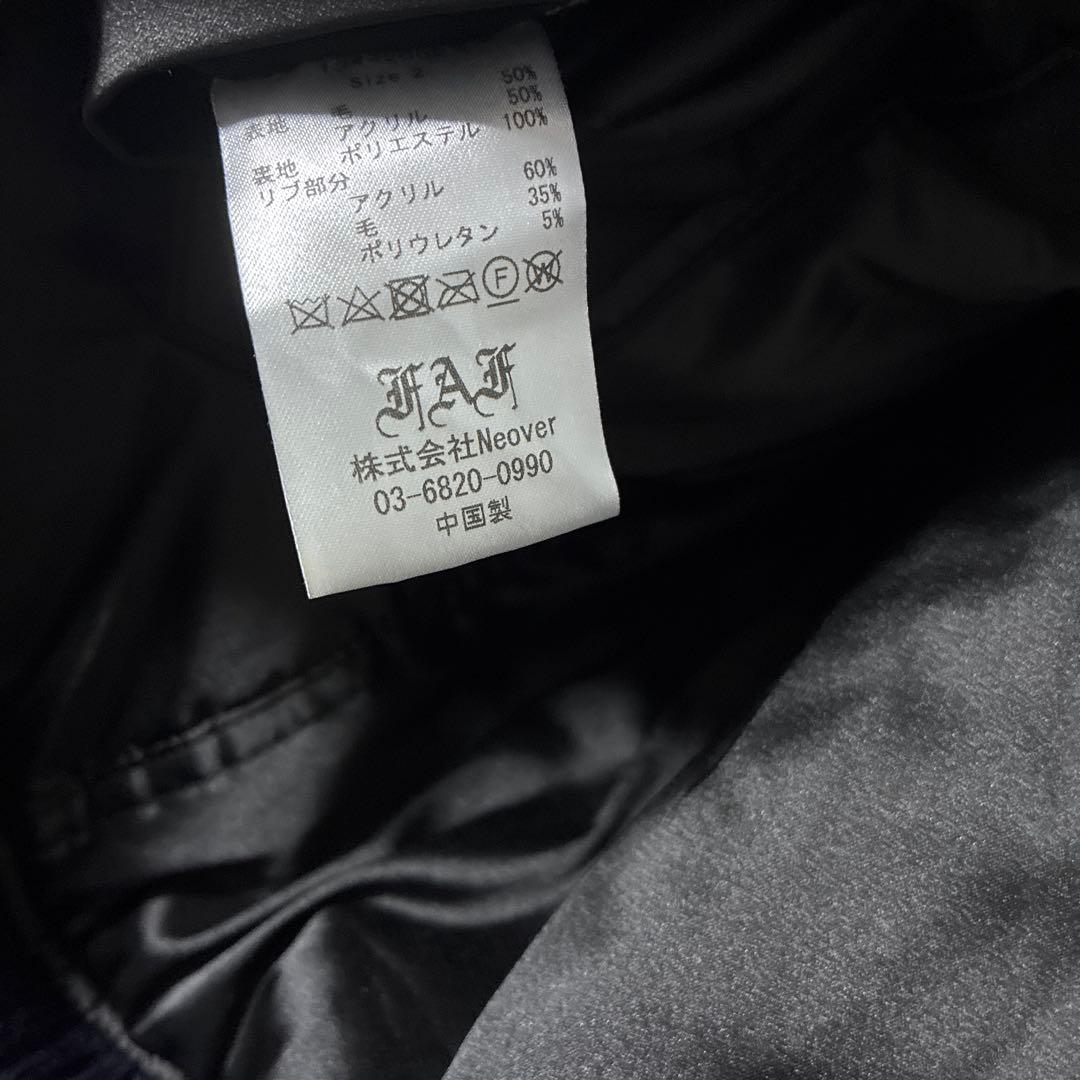 Size 2
表地 毛 50%
アクリル 50%
裏地 ポリエステル 100%
リブ部分
アクリル 60%
毛 35%
ポリウレタン 5%
F W
FAF
株式会社Neover
03-6820-0990
中国製